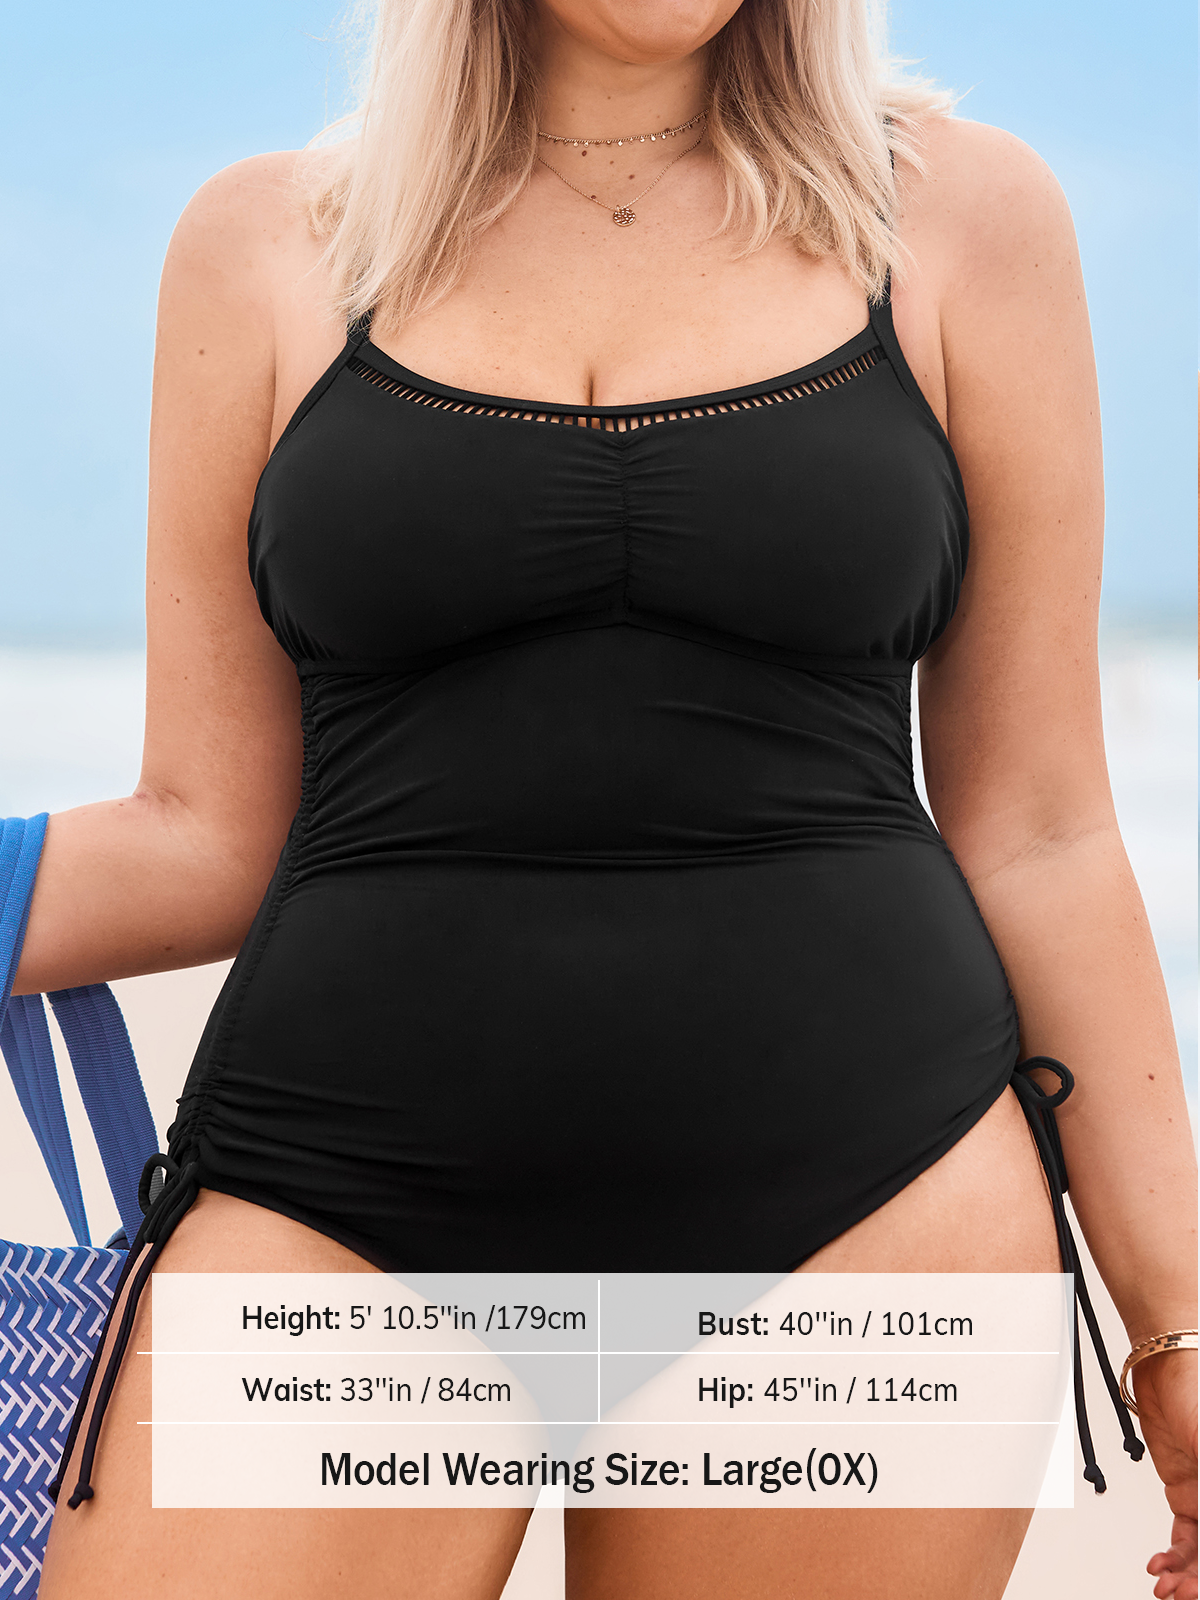 Height: 5' 10.5''in /179cm
Bust: 40''in / 101cm
Waist: 33''in / 84cm
Hip: 45''in / 114cm
Model Wearing Size: Large(0X)